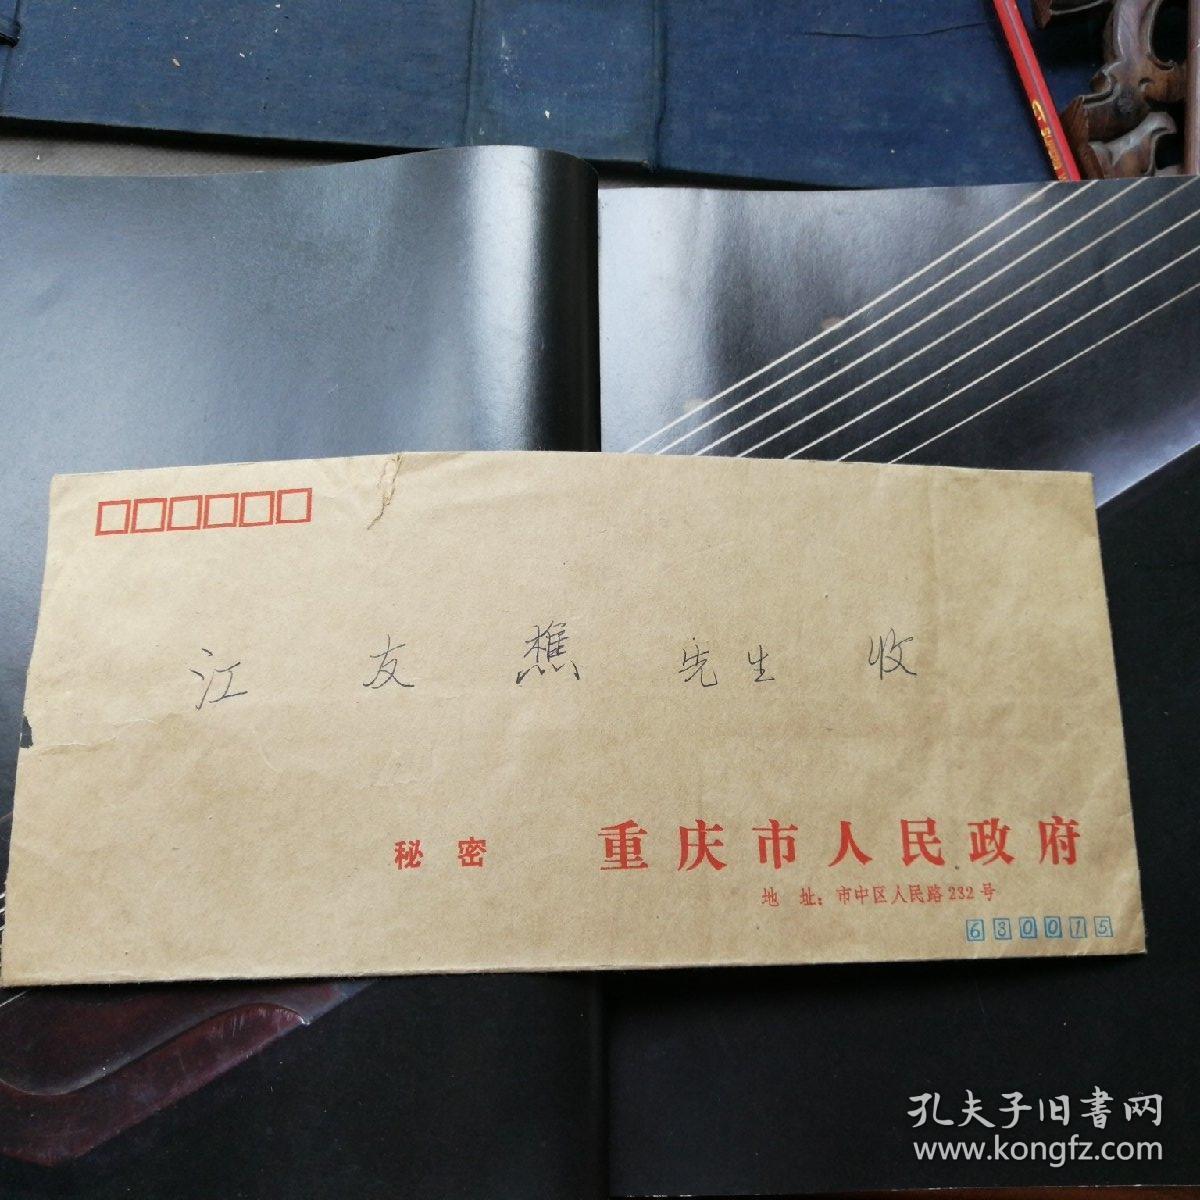 江友樵先生收
秘密
重庆市人民政府
地址：市中区人民路232号
630015
孔夫子旧書网
www.kongfz.com